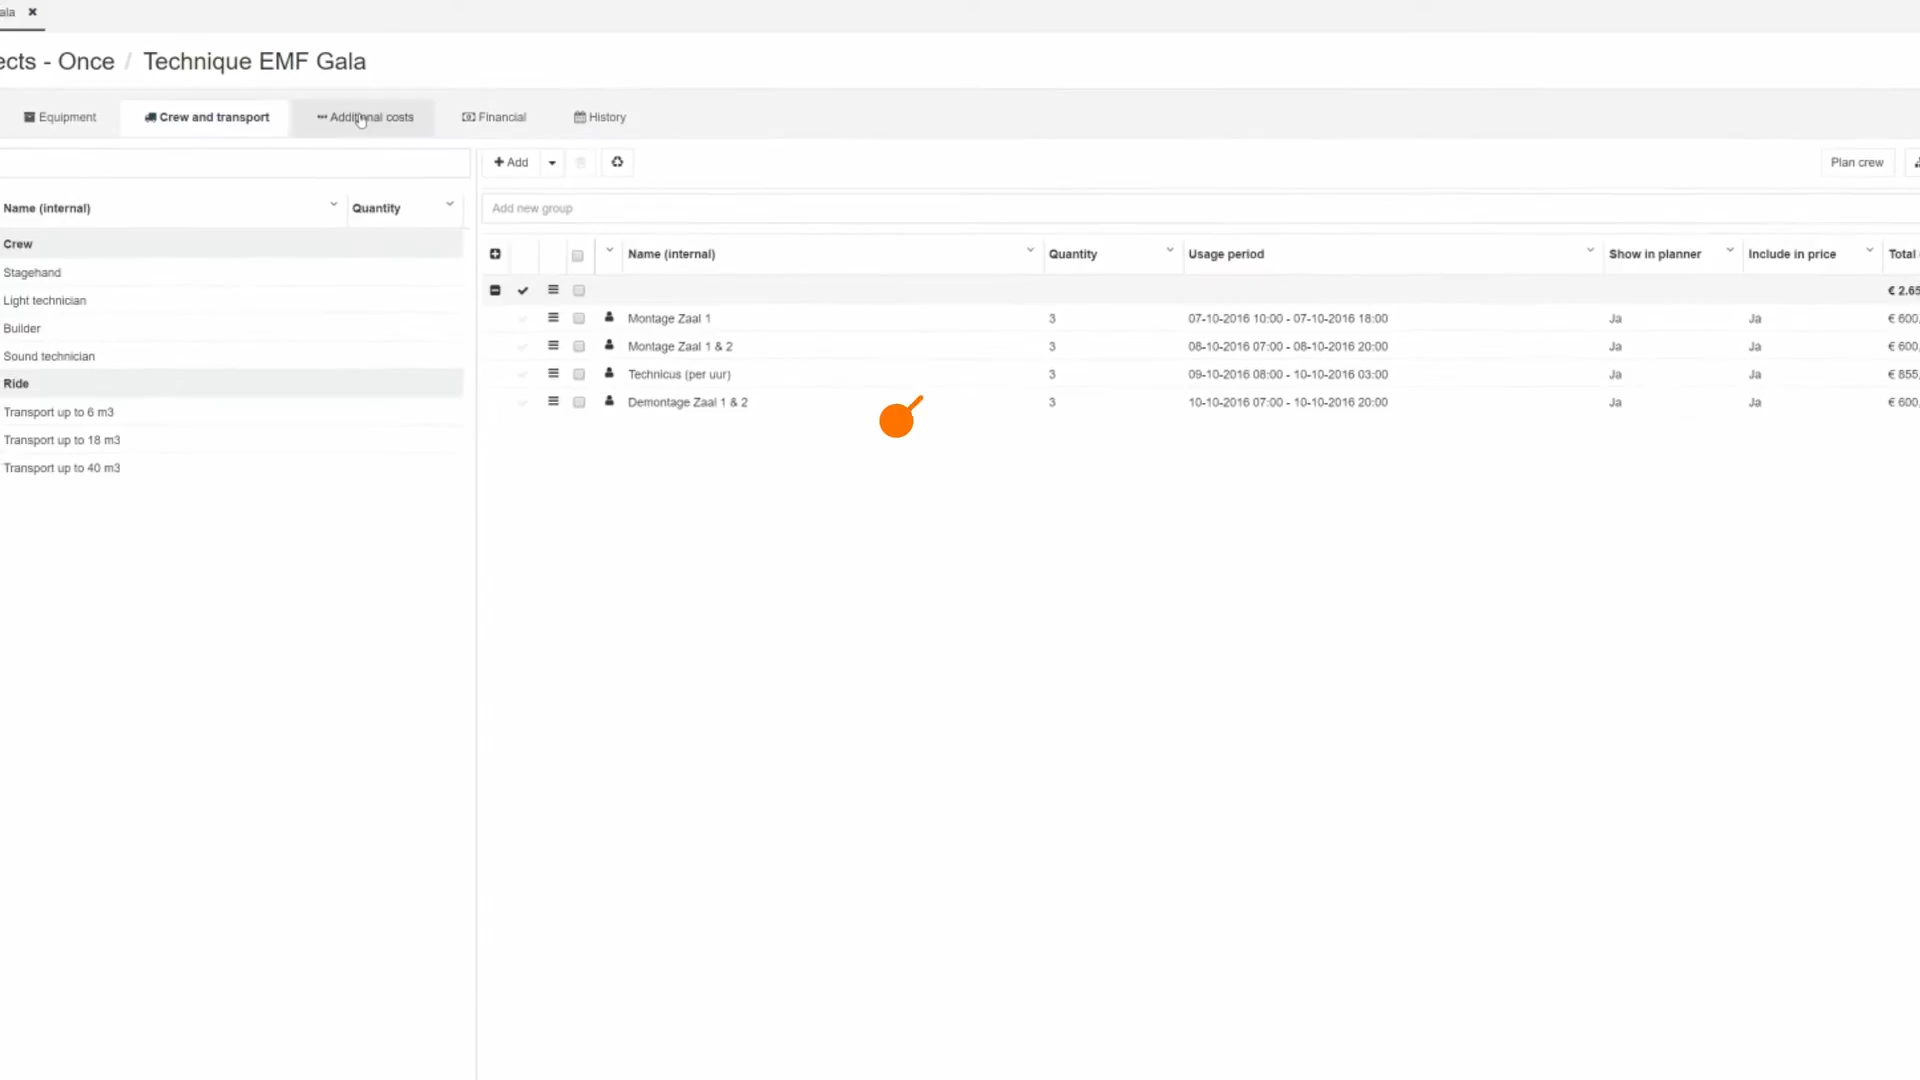 ala ✖
ects - Once / Technique EMF Gala
Equipment Crew and transport Additional costs Financial History
+ Add Plan crew
Add new group
Name (internal) Quantity
Crew
Stagehand
Light technician
Builder
Sound technician
Ride
Transport up to 6 m3
Transport up to 18 m3
Transport up to 40 m3
Name (internal) Quantity Usage period Show in planner Include in price Total
€ 2.65
Montage Zaal 1 3 07-10-2016 10:00 - 07-10-2016 18:00 Ja Ja € 600,
Montage Zaal 1 & 2 3 08-10-2016 07:00 - 08-10-2016 20:00 Ja Ja € 600,
Technicus (per uur) 3 09-10-2016 08:00 - 10-10-2016 03:00 Ja Ja € 855,
Demontage Zaal 1 & 2 3 10-10-2016 07:00 - 10-10-2016 20:00 Ja Ja € 600,